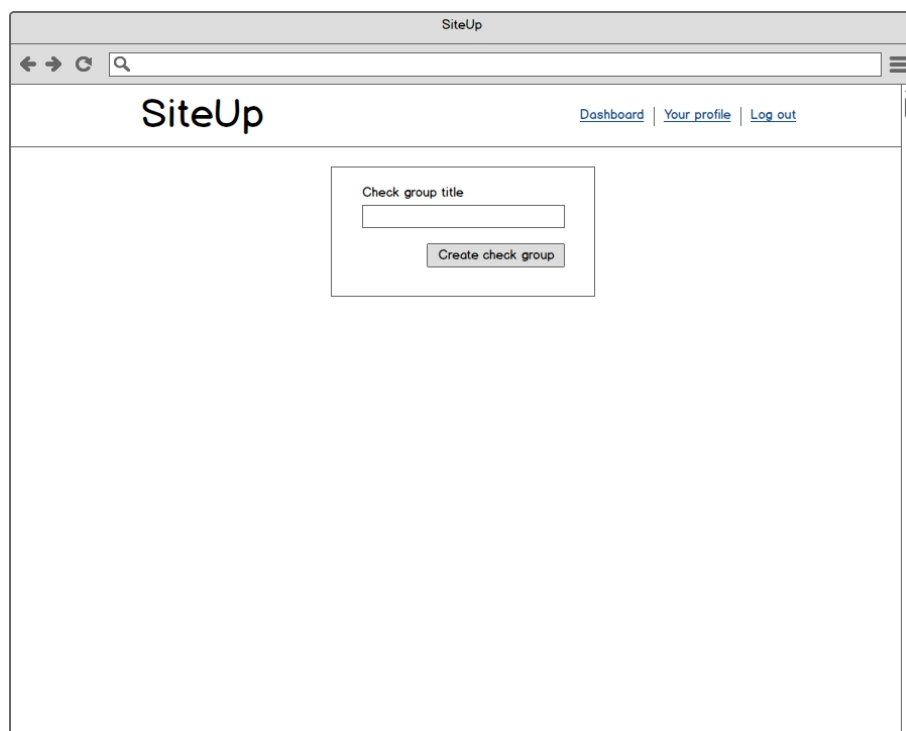 SiteUp
SiteUp
Dashboard Your profile Log out
Check group title
Create check group